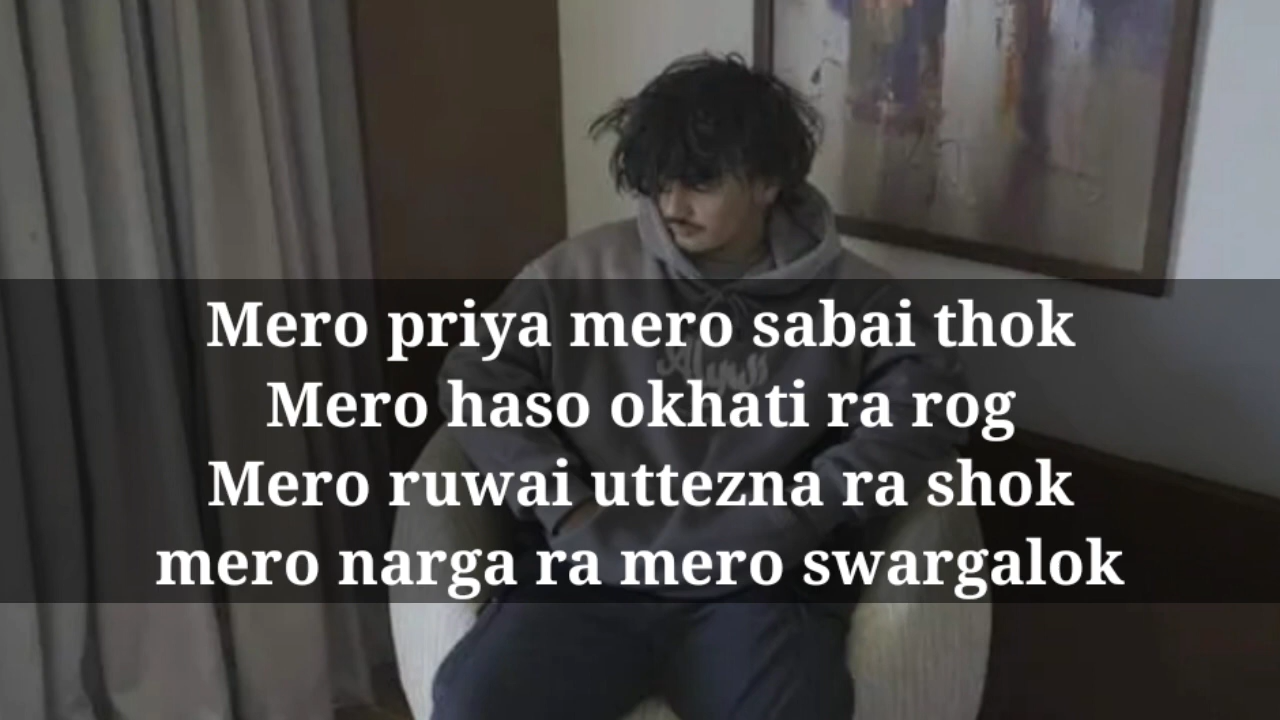 Mero priya mero sabai thok
Mero haso okhati ra rog
Mero ruwai uttezna ra shok
mero narga ra mero swargalok